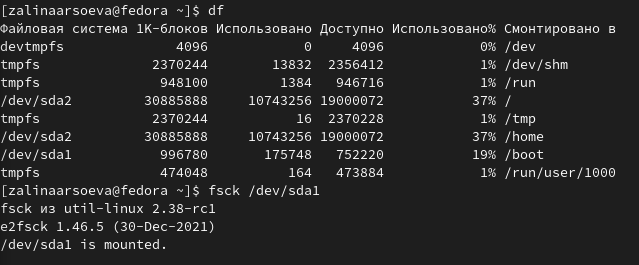 [zalinaarsoeva@fedora ~]$ df
Файловая система 1K-блоков Использовано Доступно Использовано% Смонтировано в
devtmpfs 4096 0 4096 0% /dev
tmpfs 2370244 13832 2356412 1% /dev/shm
tmpfs 948100 1384 946716 1% /run
/dev/sda2 30885888 10743256 19000072 37% /
tmpfs 2370244 16 2370228 1% /tmp
/dev/sda2 30885888 10743256 19000072 37% /home
/dev/sda1 996780 175748 752220 19% /boot
tmpfs 474048 164 473884 1% /run/user/1000
[zalinaarsoeva@fedora ~]$ fsck /dev/sda1
fsck из util-linux 2.38-rc1
e2fsck 1.46.5 (30-Dec-2021)
/dev/sda1 is mounted.